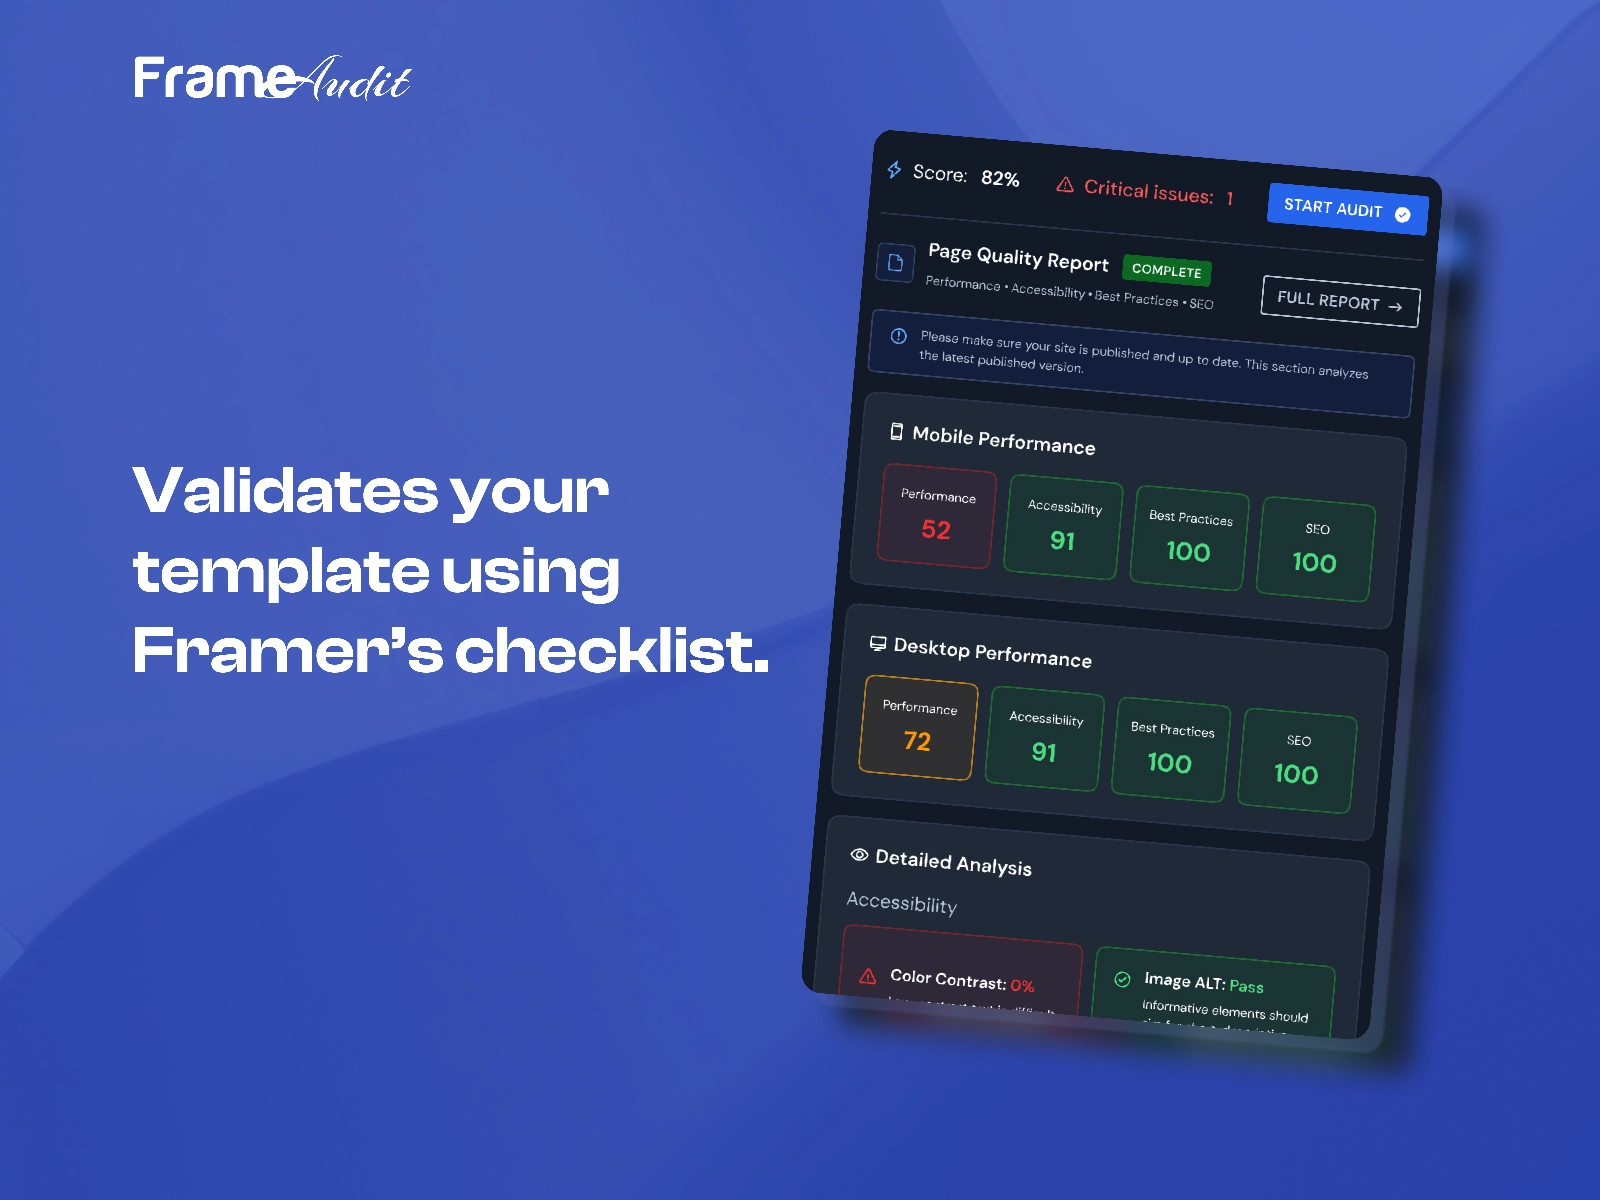 FrameAudit
Validates your
template using
Framer’s checklist.
Score: 82%
Critical issues: 1
START AUDIT
Page Quality Report
COMPLETE
Performance • Accessibility • Best Practices • SEO
FULL REPORT →
Please make sure your site is published and up to date. This section analyzes
the latest published version.
Mobile Performance
Performance
52
Accessibility
91
Best Practices
100
SEO
100
Desktop Performance
Performance
72
Accessibility
91
Best Practices
100
SEO
100
Detailed Analysis
Accessibility
Color Contrast: 0%
Image ALT: Pass
Informative elements should